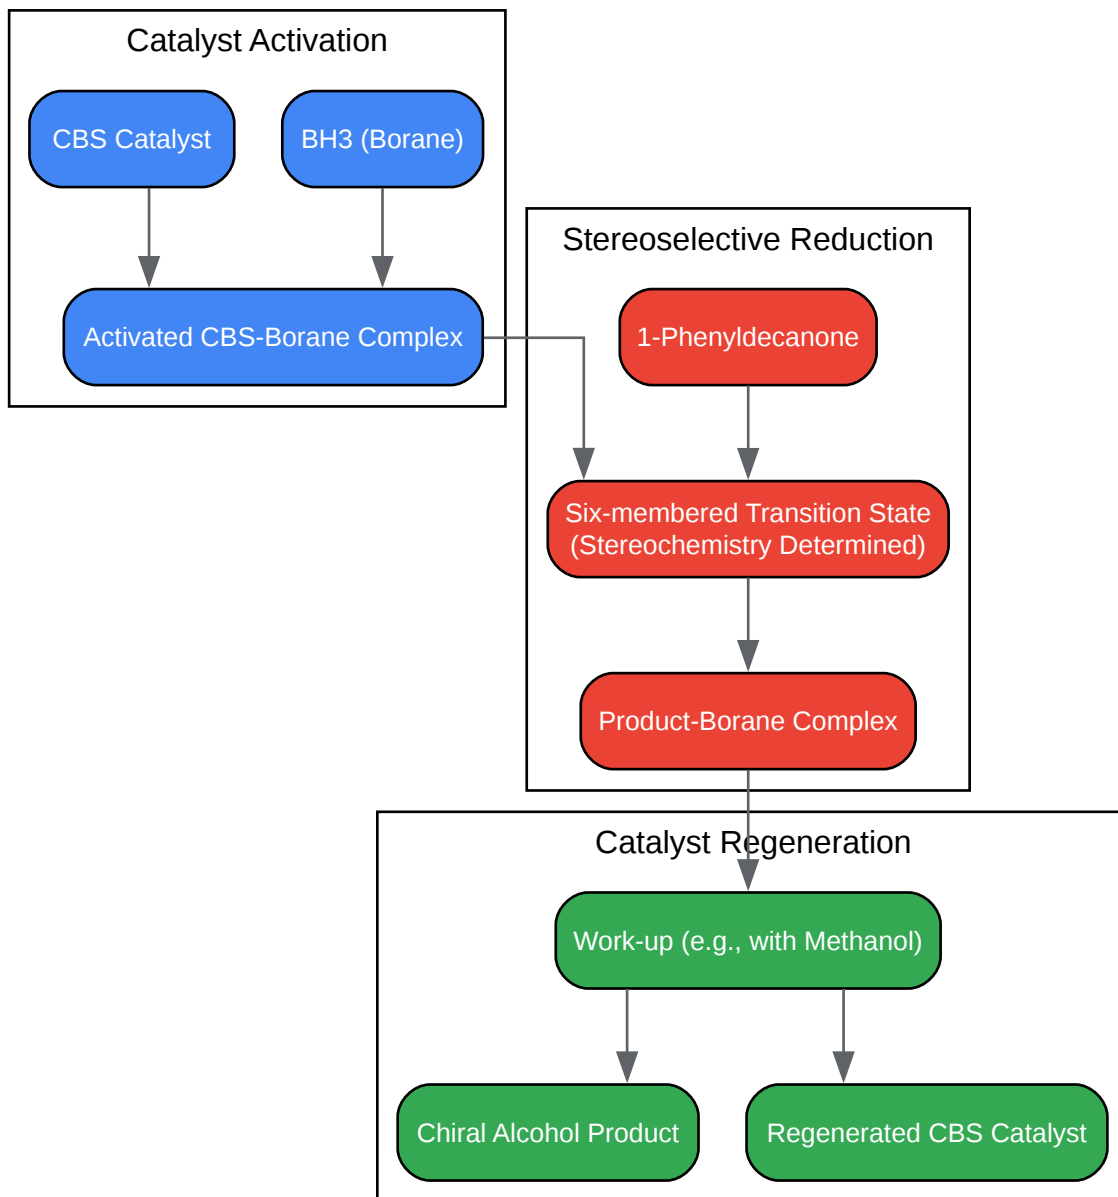 Catalyst Activation
CBS Catalyst
BH3 (Borane)
Activated CBS-Borane Complex
Stereoselective Reduction
1-Phenyldecanone
Six-membered Transition State
(Stereochemistry Determined)
Product-Borane Complex
Catalyst Regeneration
Work-up (e.g., with Methanol)
Chiral Alcohol Product
Regenerated CBS Catalyst